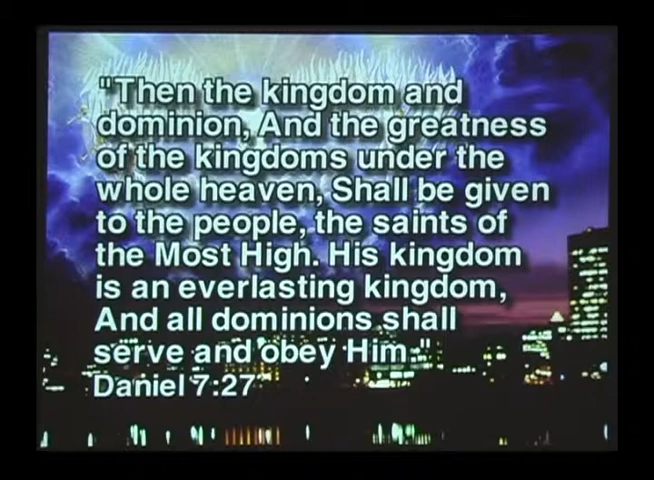 "Then the kingdom and
dominion, And the greatness
of the kingdoms under the
whole heaven, Shall be given
to the people, the saints of
the Most High. His kingdom
is an everlasting kingdom,
And all dominions shall
serve and obey Him."
Daniel 7:27